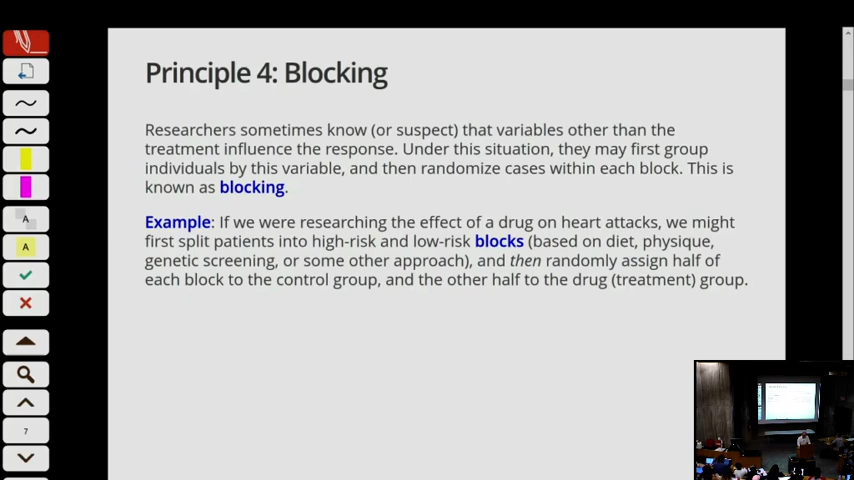 Principle 4: Blocking
Researchers sometimes know (or suspect) that variables other than the
treatment influence the response. Under this situation, they may first group
individuals by this variable, and then randomize cases within each block. This is
known as blocking.
Example: If we were researching the effect of a drug on heart attacks, we might
first split patients into high-risk and low-risk blocks (based on diet, physique,
genetic screening, or some other approach), and then randomly assign half of
each block to the control group, and the other half to the drug (treatment) group.
A
A
7